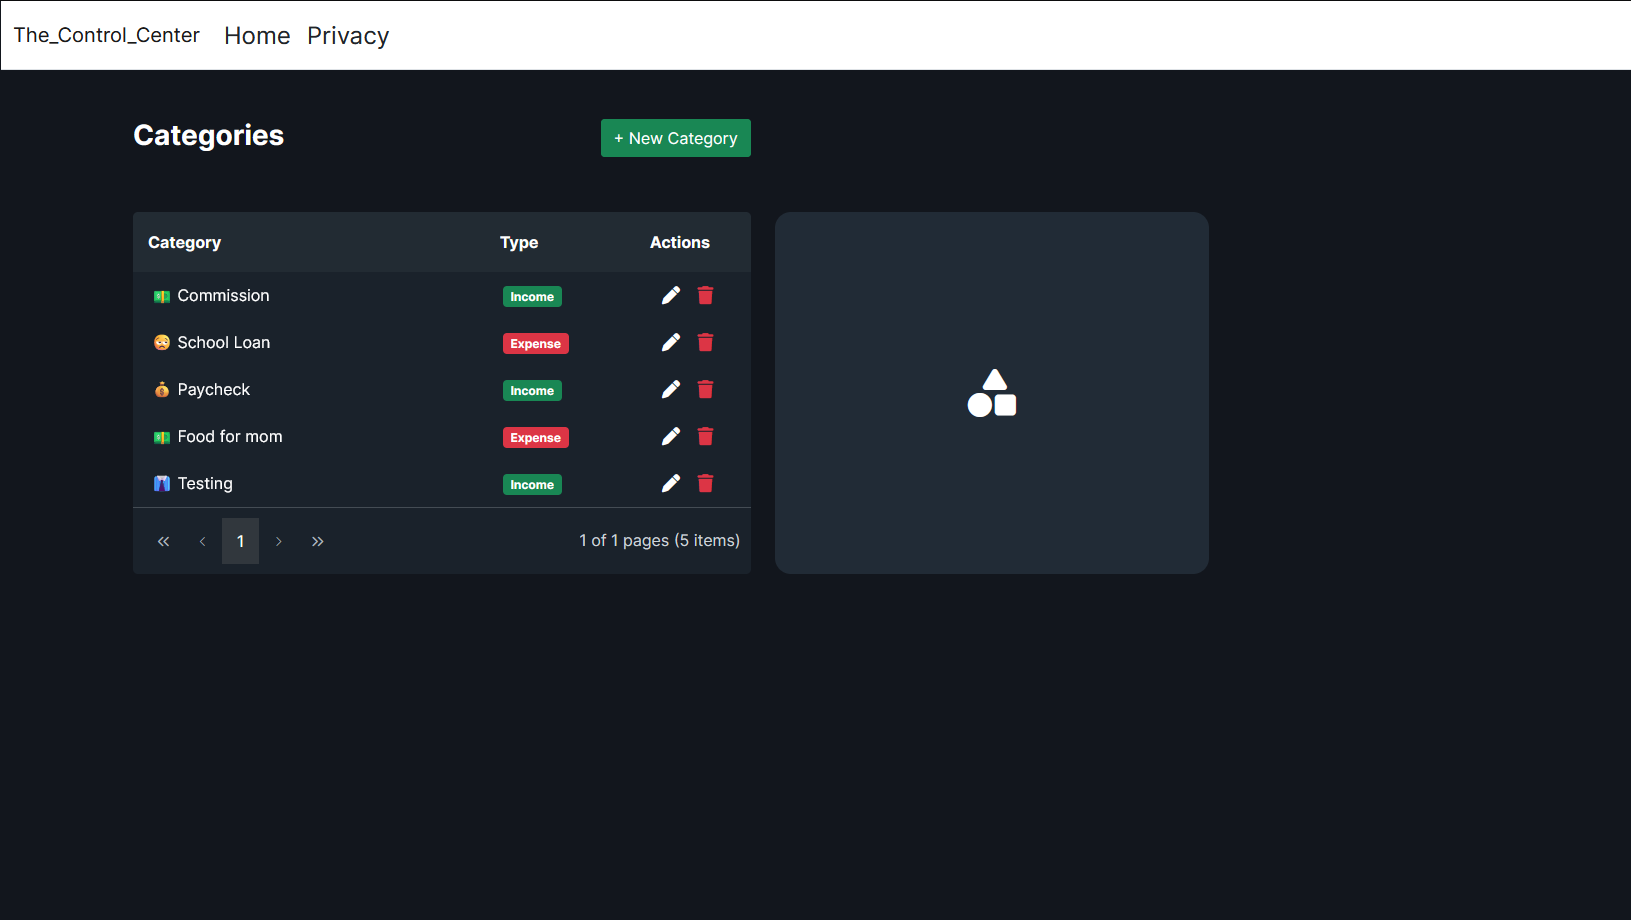 The_Control_Center Home Privacy
Categories
+ New Category
Category Type Actions
Commission Income
School Loan Expense
Paycheck Income
Food for mom Expense
Testing Income
« ‹ 1 › » 1 of 1 pages (5 items)